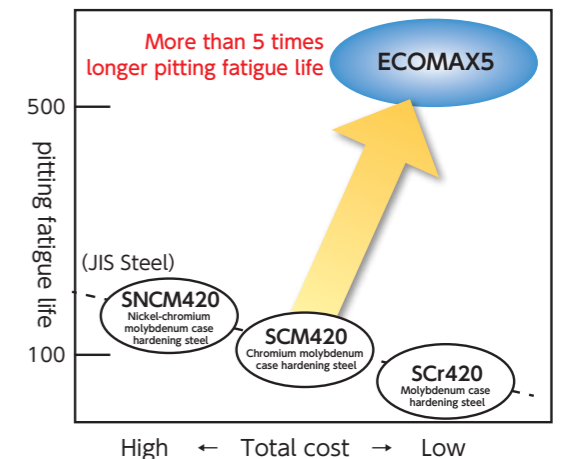 More than 5 times
longer pitting fatigue life
ECOMAX5
500
pitting fatigue life
(JIS Steel)
SNCM420
Nickel-chromium
molybdenum case
hardening steel
SCM420
Chromium molybdenum
case hardening steel
100
SCr420
Molybdenum case
hardening steel
High ← Total cost → Low